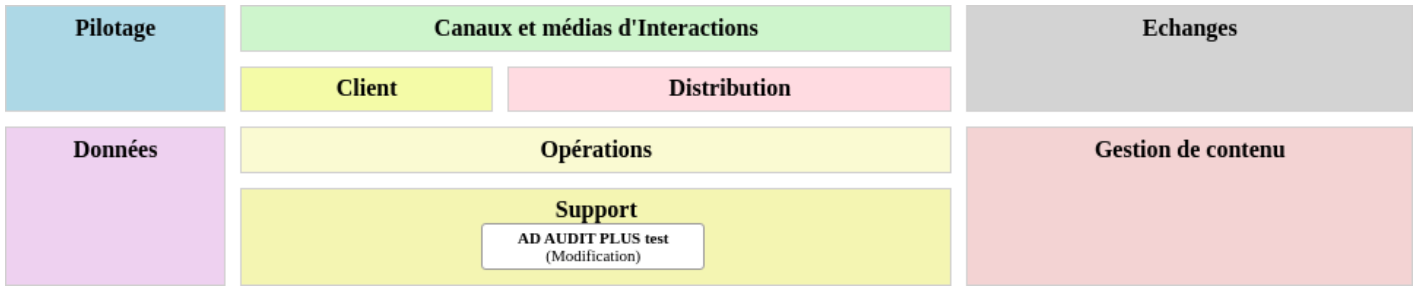 Pilotage
Canaux et médias d'Interactions
Echanges
Client
Distribution
Données
Opérations
Gestion de contenu
Support
AD AUDIT PLUS test
(Modification)